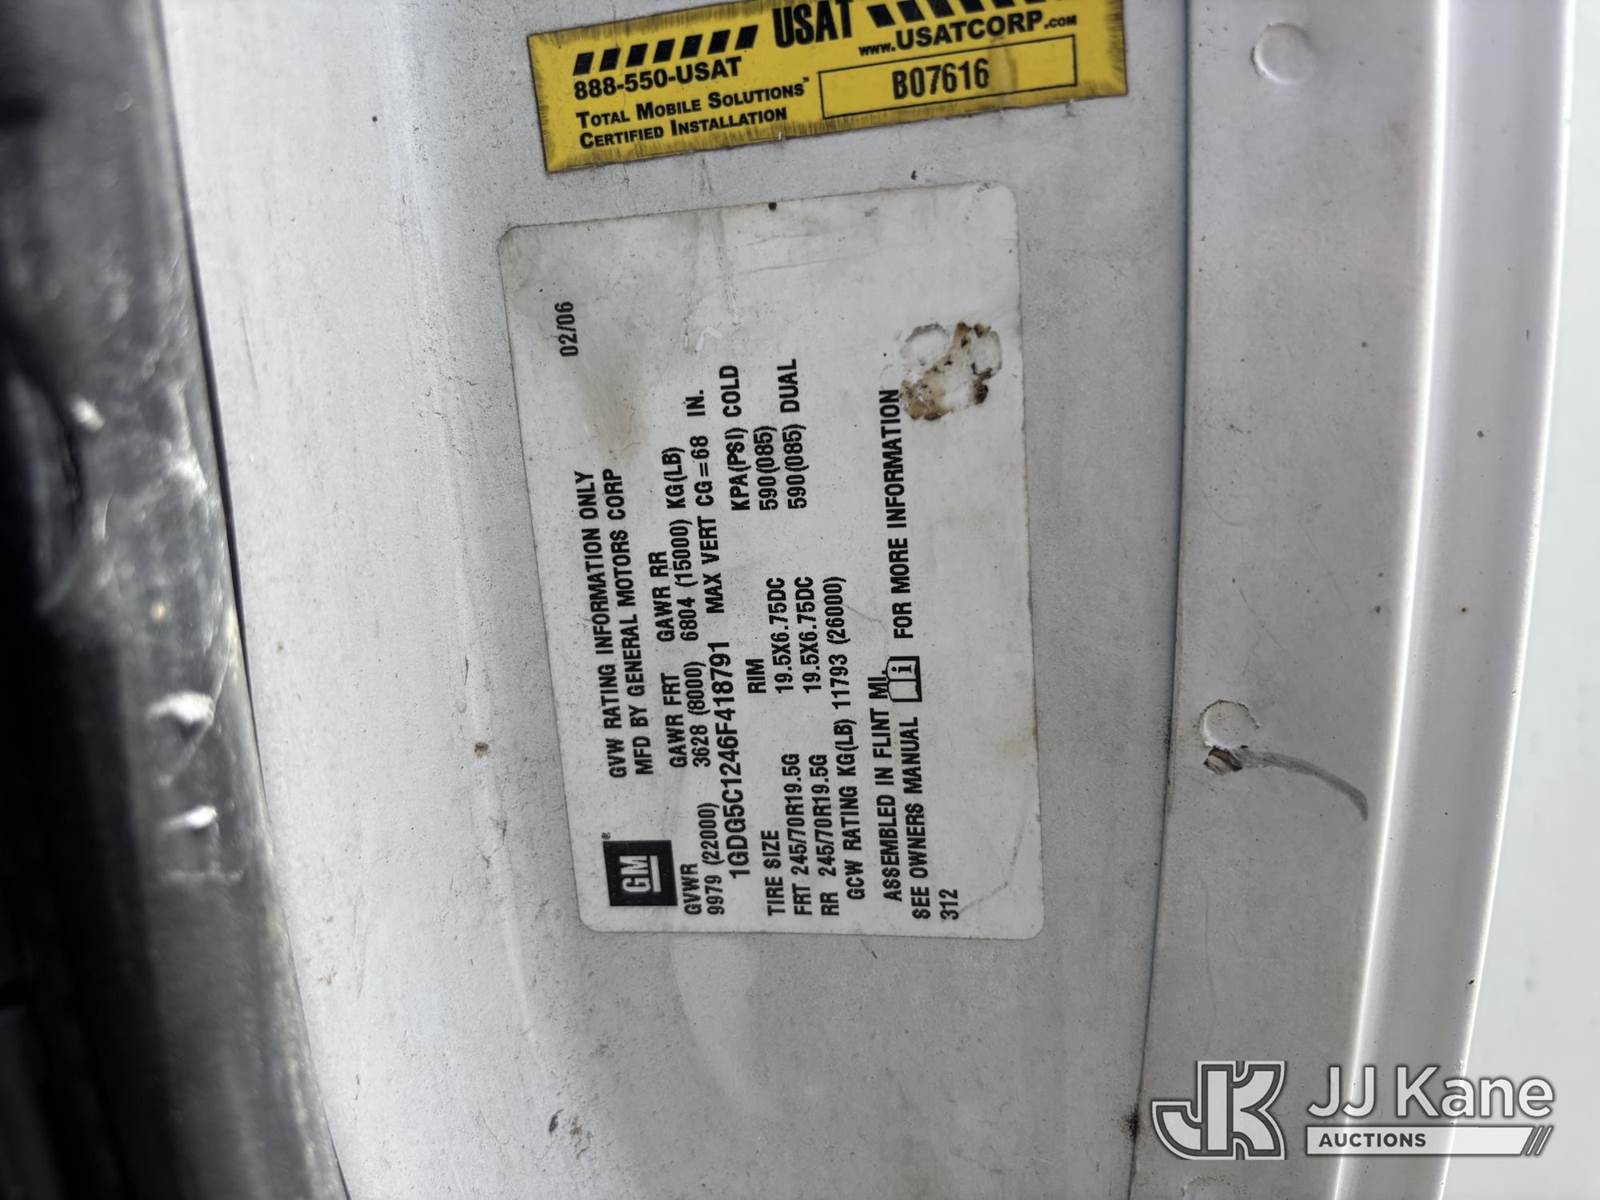 USAT
888-550-USAT
www.USATCORP.COM
TOTAL MOBILE SOLUTIONS™
CERTIFIED INSTALLATION
B07616
02/06
GM®
GVW RATING INFORMATION ONLY
MFD BY GENERAL MOTORS CORP
GVWR GAWR FRT GAWR RR
9979 (22000) 3628 (8000) 6804 (15000) KG(LB)
1GDG5C1246F418791 MAX VERT CG=68 IN.
TIRE SIZE RIM KPA(PSI) COLD
FRT 245/70R19.5G 19.5X6.75DC 590(085)
RR 245/70R19.5G 19.5X6.75DC 590(085) DUAL
GCW RATING KG(LB) 11793 (26000)
ASSEMBLED IN FLINT MI.
SEE OWNERS MANUAL i FOR MORE INFORMATION
312
JK JJ Kane
AUCTIONS